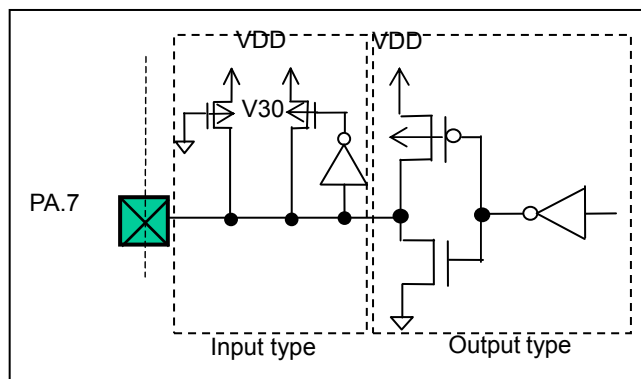 VDD
VDD
V30
PA.7
Input type
Output type